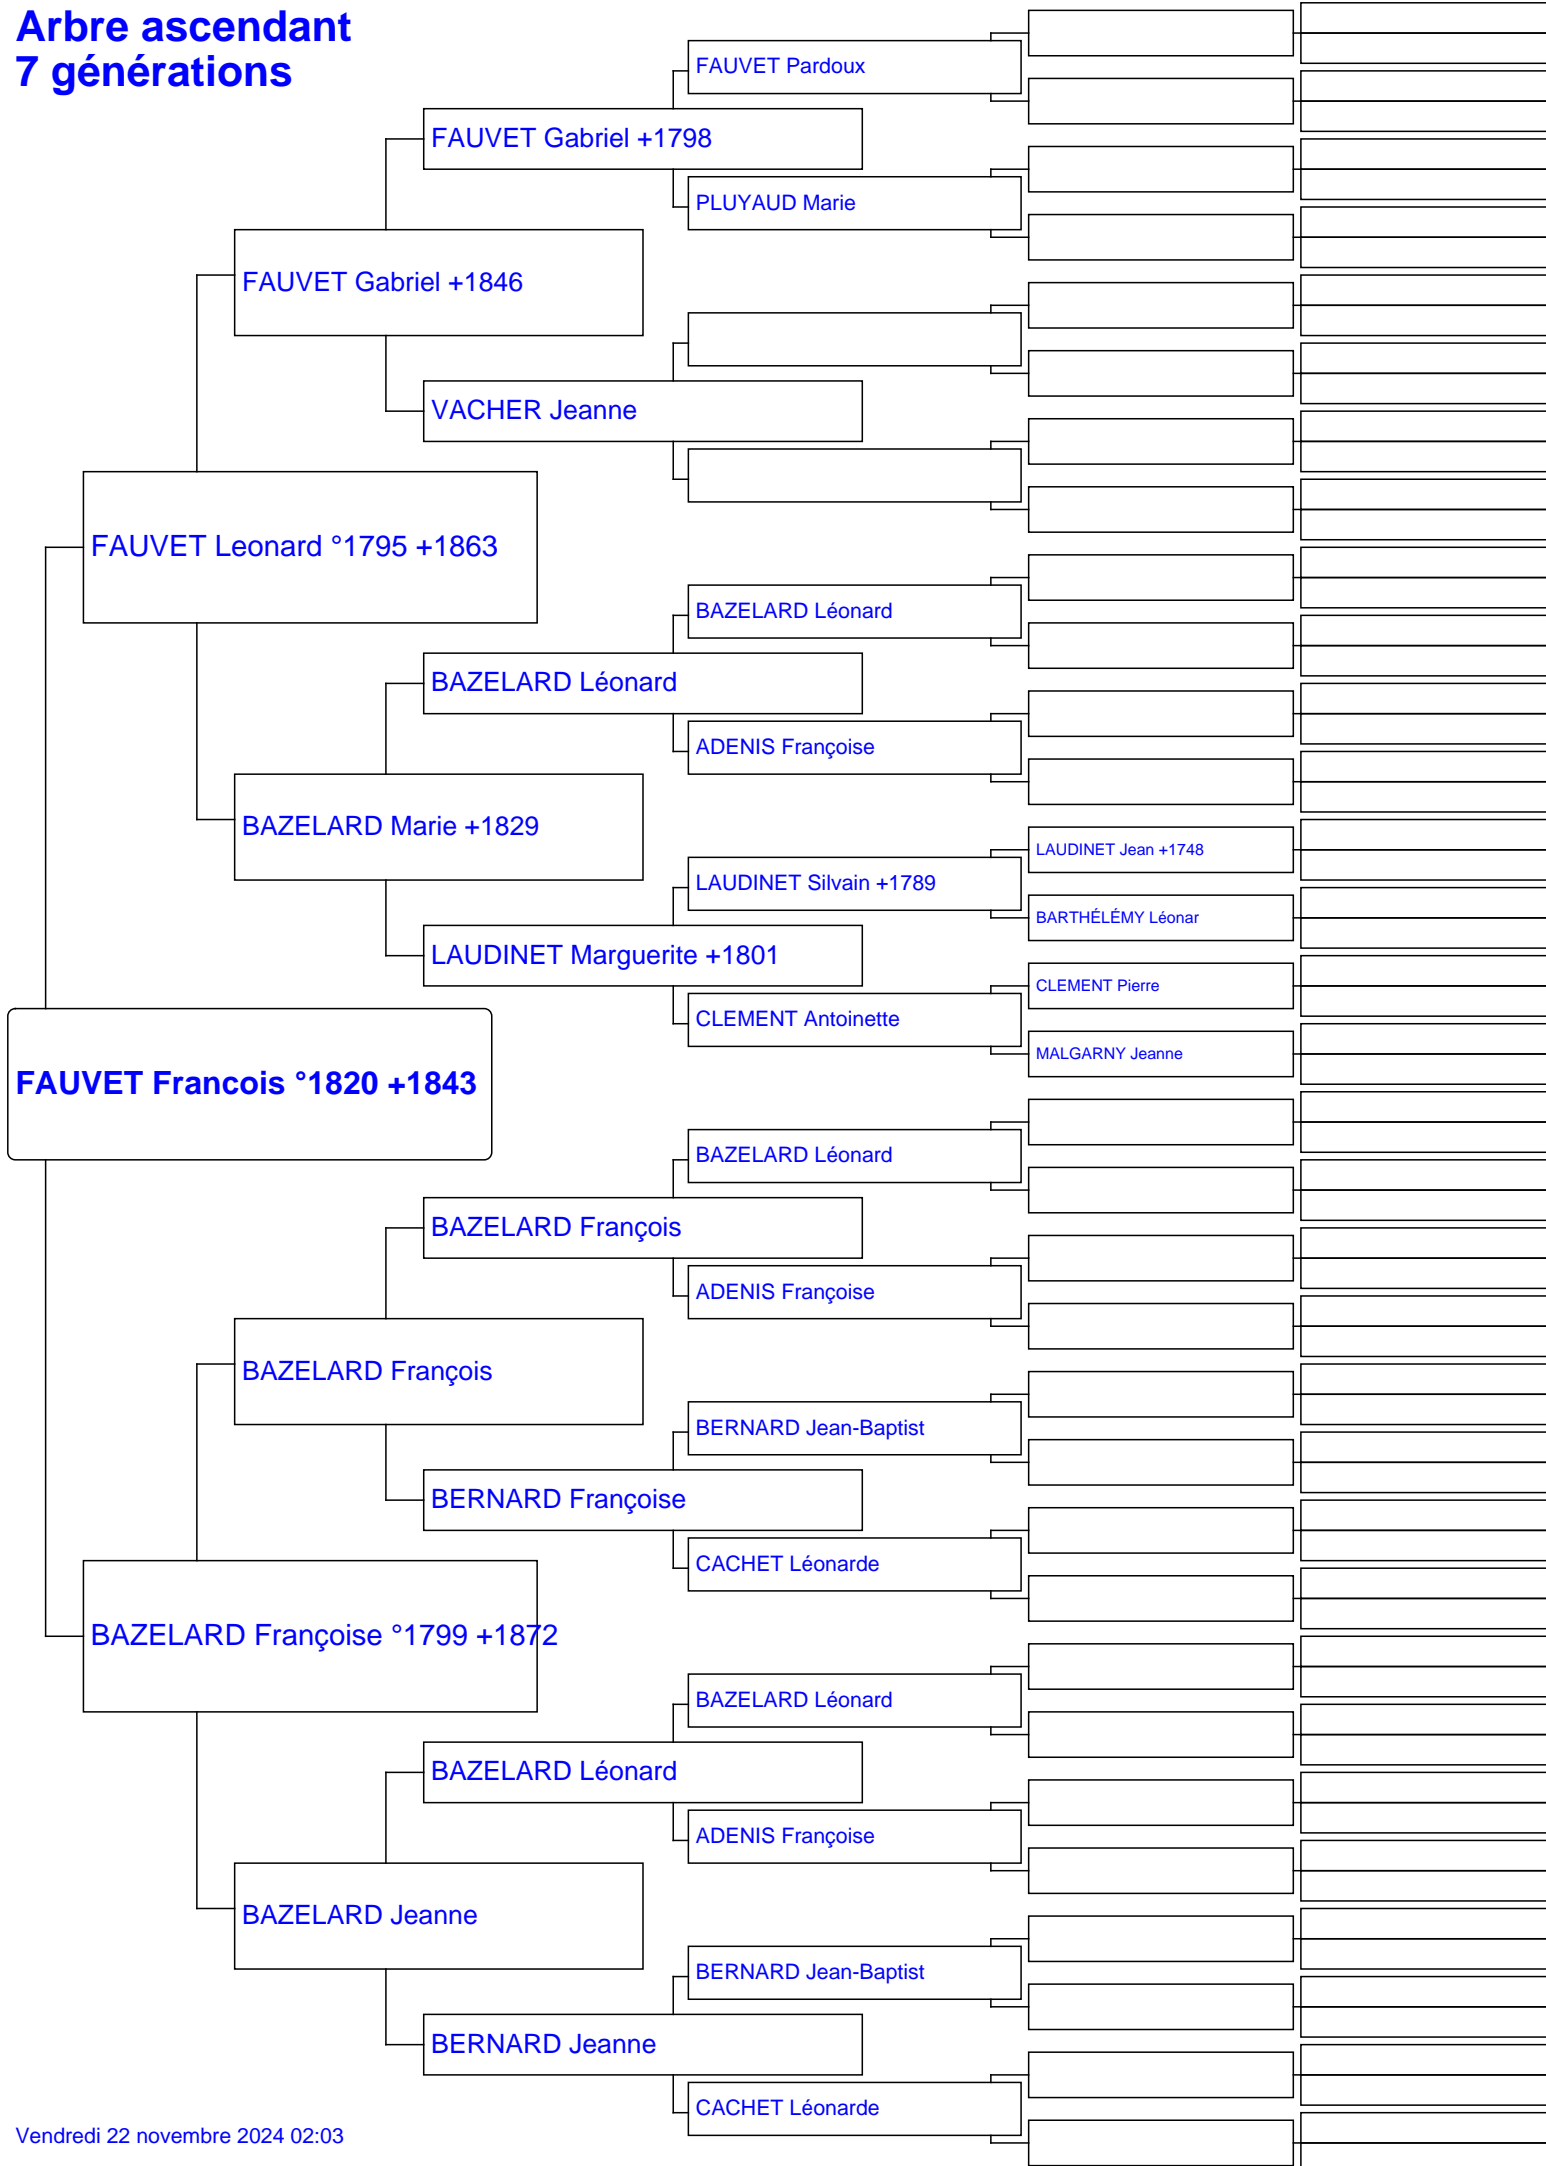 Arbre ascendant
7 générations
FAUVET Pardoux
FAUVET Gabriel +1798
PLUYAUD Marie
FAUVET Gabriel +1846
VACHER Jeanne
FAUVET Leonard °1795 +1863
BAZELARD Léonard
BAZELARD Léonard
ADENIS Françoise
BAZELARD Marie +1829
LAUDINET Jean +1748
LAUDINET Silvain +1789
BARTHÉLÉMY Léonar
LAUDINET Marguerite +1801
CLEMENT Pierre
CLEMENT Antoinette
MALGARNY Jeanne
FAUVET Francois °1820 +1843
BAZELARD Léonard
BAZELARD François
ADENIS Françoise
BAZELARD François
BERNARD Jean-Baptist
BERNARD Françoise
CACHET Léonarde
BAZELARD Françoise °1799 +1872
BAZELARD Léonard
BAZELARD Léonard
ADENIS Françoise
BAZELARD Jeanne
BERNARD Jean-Baptist
BERNARD Jeanne
CACHET Léonarde
Vendredi 22 novembre 2024 02:03